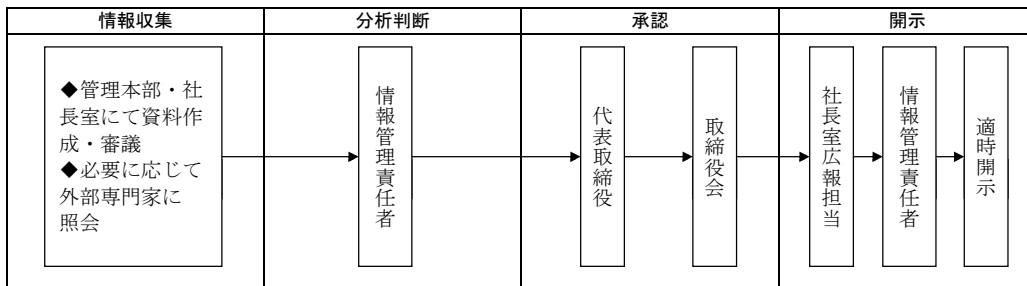 情報収集
分析判断
承認
開示
◆管理本部・社
長室にて資料作
成・審議
◆必要に応じて
外部専門家に
照会
情報管理責任者
代表取締役
取締役会
社長室広報担当
情報管理責任者
適時開示